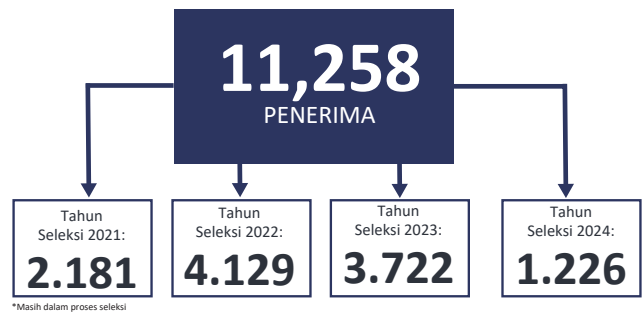 11,258
PENERIMA
Tahun
Seleksi 2021:
2.181
Tahun
Seleksi 2022:
4.129
Tahun
Seleksi 2023:
3.722
Tahun
Seleksi 2024:
1.226
*Masih dalam proses seleksi